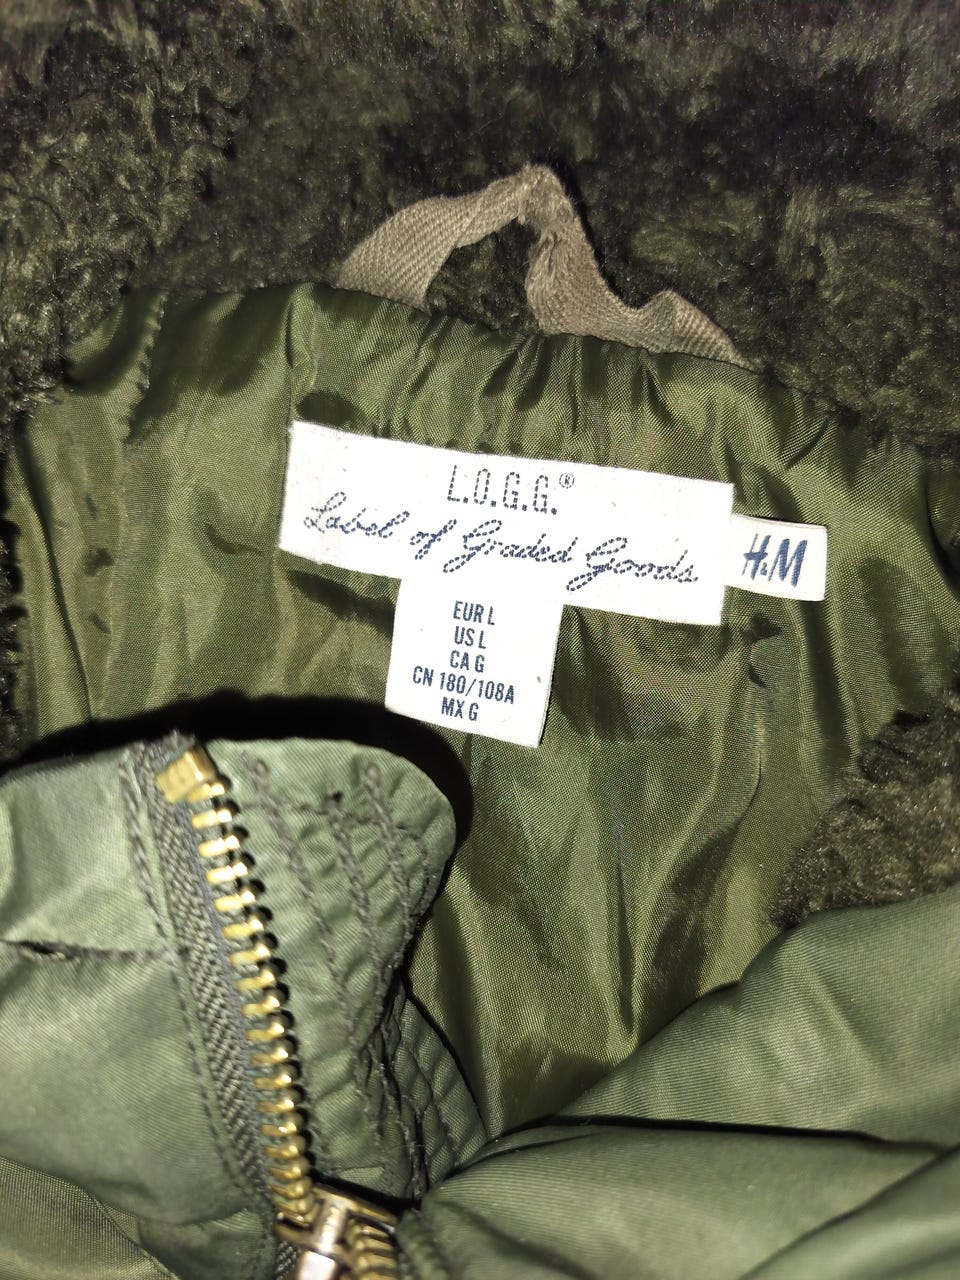 L.O.G.G.®
Label of Graded Goods
H&M
EUR L
US L
CA G
CN 180/108A
MX G